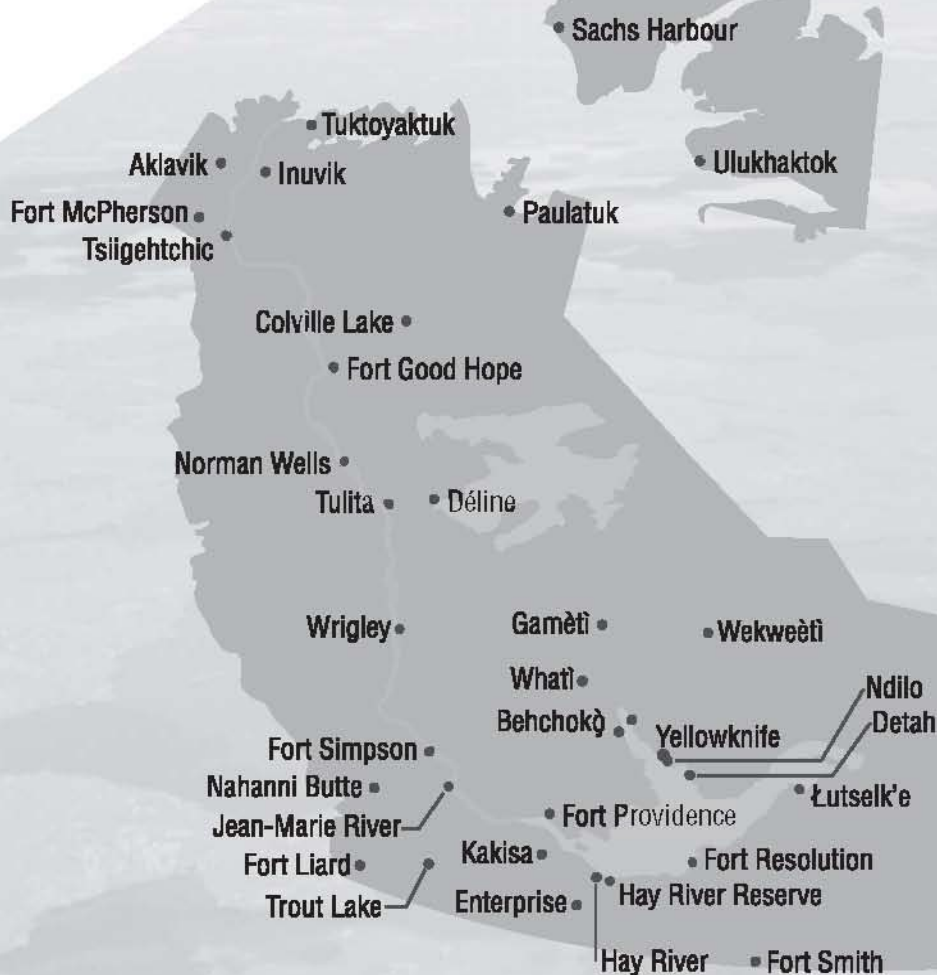 Sachs Harbour
Tuktoyaktuk
Aklavik
Inuvik
Ulukhaktok
Fort McPherson
Paulatuk
Tsiigehtchic
Colville Lake
Fort Good Hope
Norman Wells
Tulita
Déline
Wrigley
Gamètì
Wekweètì
Whatì
Ndilo
Behchokǫ̀
Detah
Yellowknife
Fort Simpson
Nahanni Butte
Łutselk'e
Jean-Marie River
Fort Providence
Kakisa
Fort Liard
Fort Resolution
Trout Lake
Enterprise
Hay River Reserve
Hay River
Fort Smith